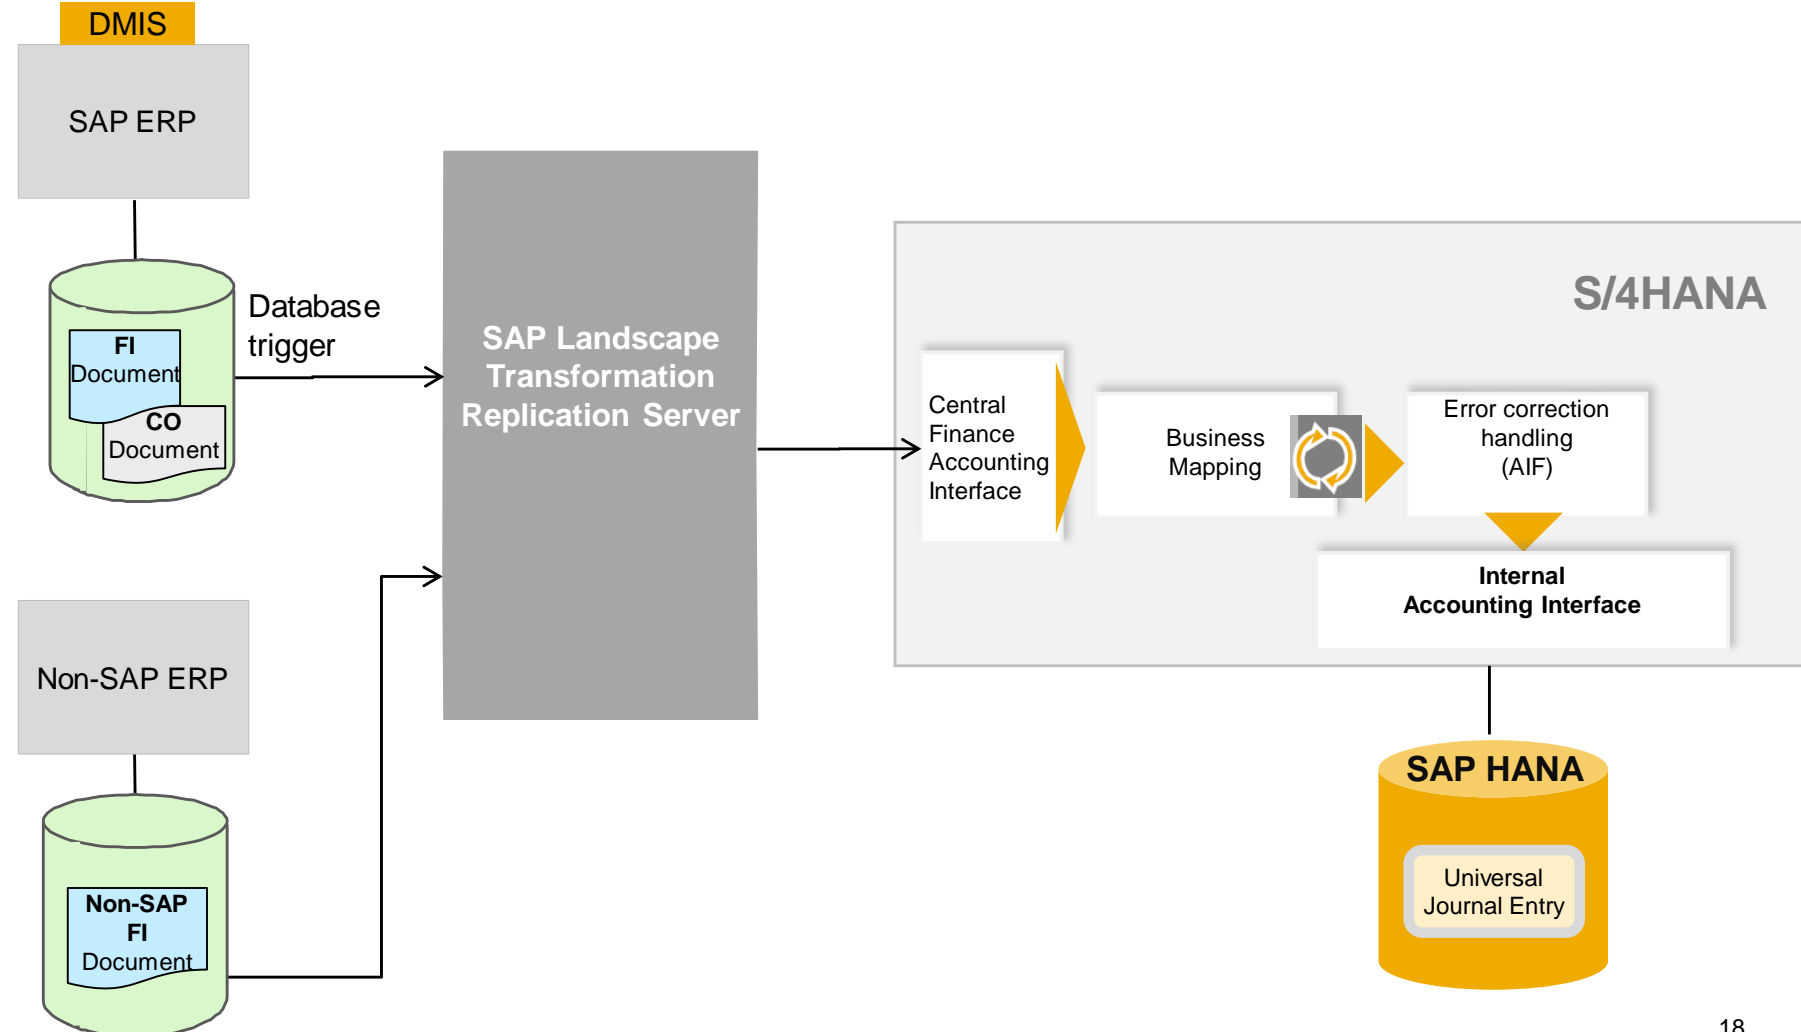 DMIS
SAP ERP
Database
trigger
FI
Document
CO
Document
SAP Landscape
Transformation
Replication Server
S/4HANA
Central
Finance
Accounting
Interface
Business
Mapping
Error correction
handling
(AIF)
Internal
Accounting Interface
Non-SAP ERP
Non-SAP
FI
Document
SAP HANA
Universal
Journal Entry
18